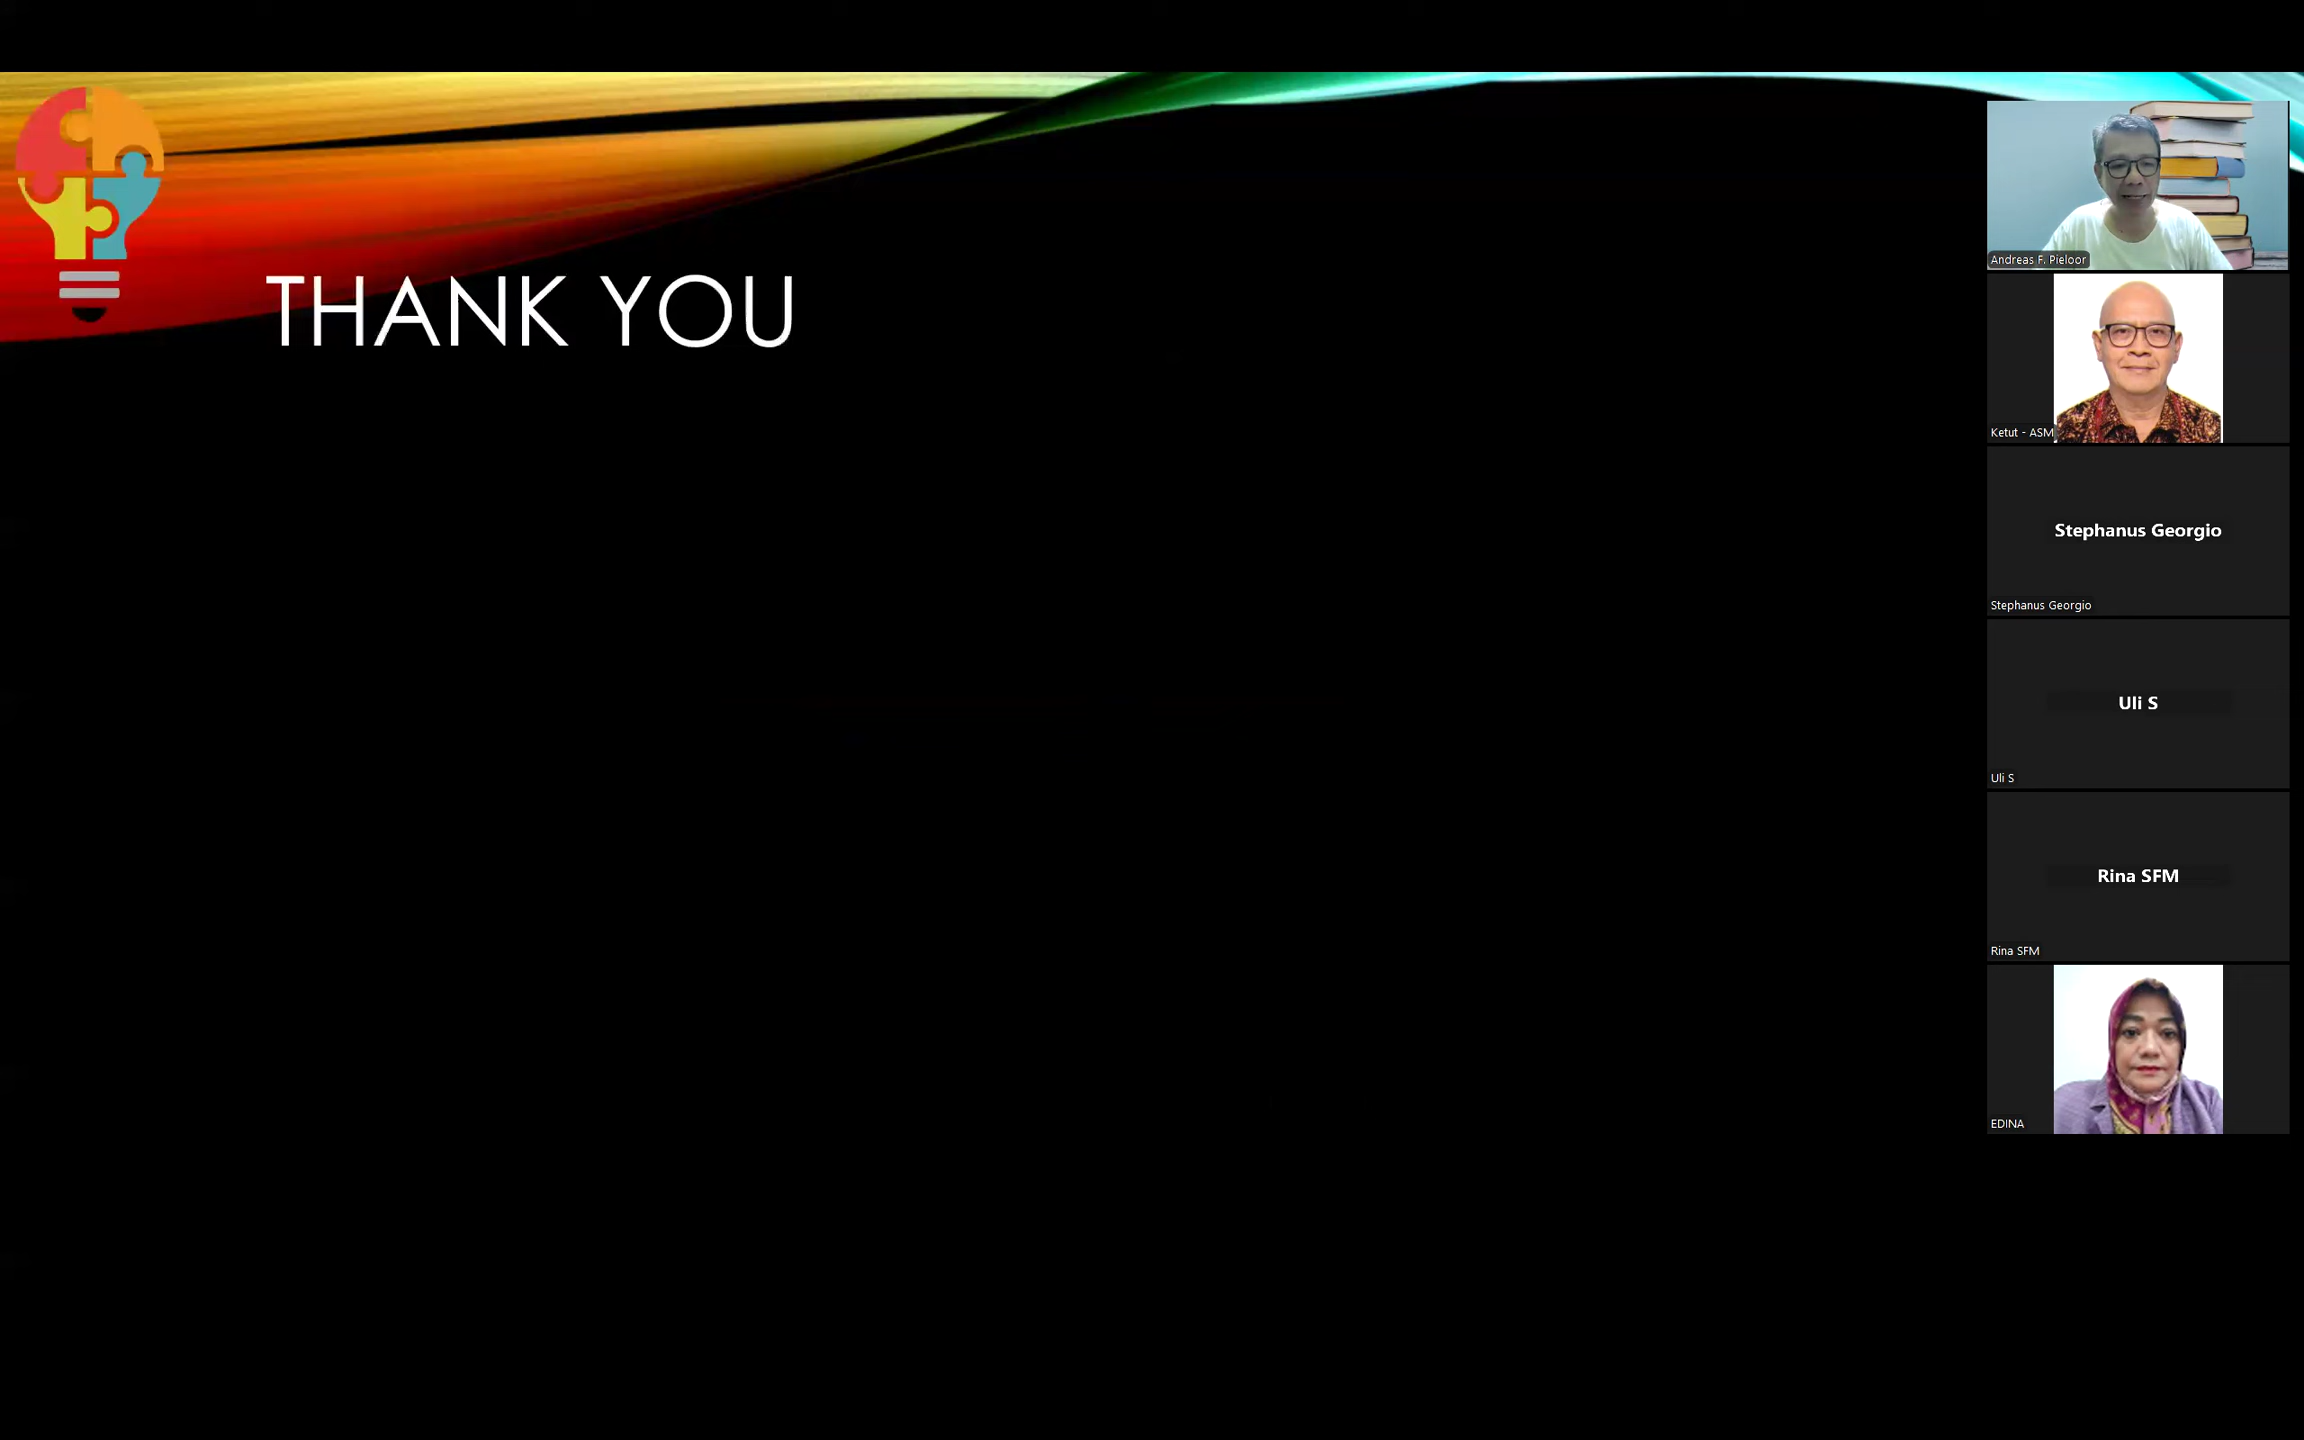 THANK YOU
Andreas F. Pieloor
Ketut - ASM
Stephanus Georgio
Stephanus Georgio
Uli S
Uli S
Rina SFM
Rina SFM
EDINA